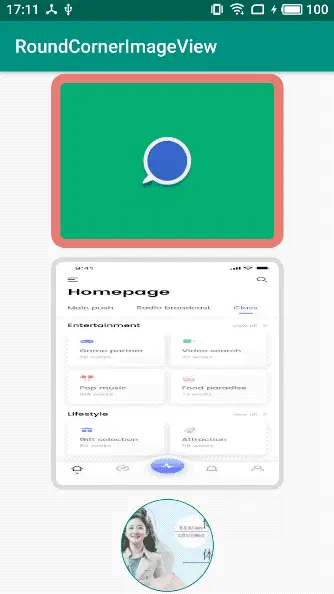 17:11
100
RoundCornerImageView
9:41
Homepage
Main push
Radio broadcast
Class
Entertainment
view all
Game partner
Video search
Pop music
Food paradise
Lifestyle
view all
Gift selection
Attraction